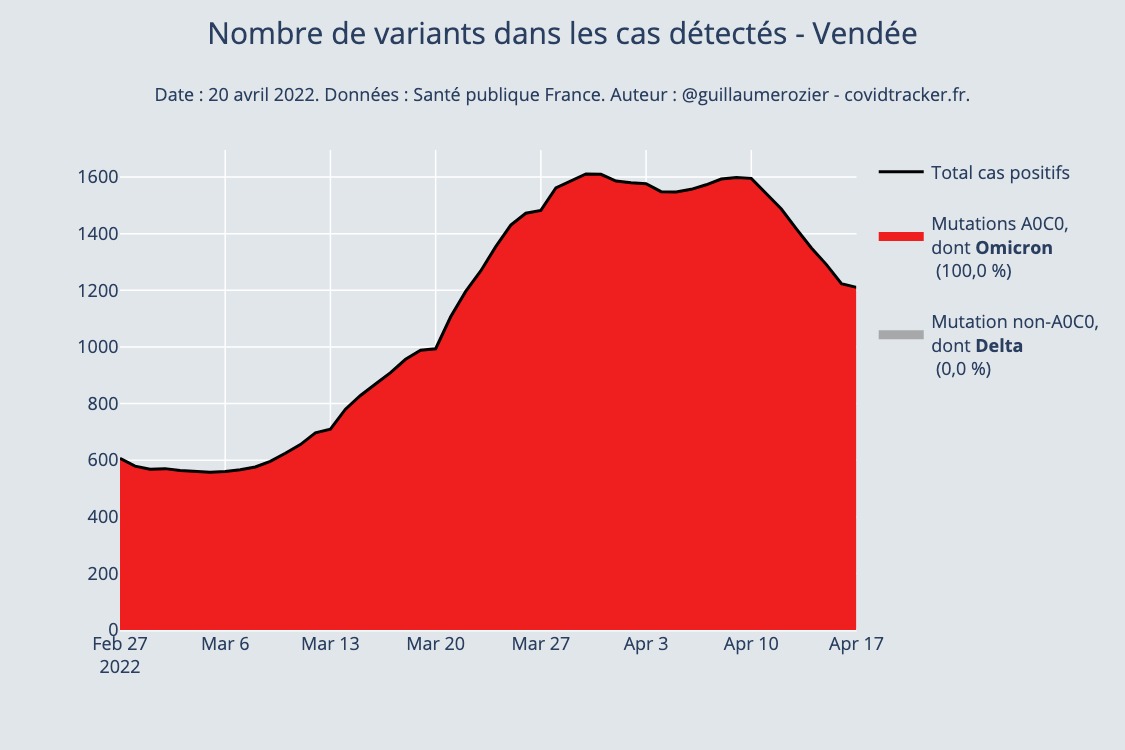 Nombre de variants dans les cas détectés - Vendée
Date : 20 avril 2022. Données : Santé publique France. Auteur : @guillaumerozier - covidtracker.fr.
1600
1400
1200
1000
800
600
400
200
0
Feb 27
2022
Mar 6
Mar 13
Mar 20
Mar 27
Apr 3
Apr 10
Apr 17
Total cas positifs
Mutations A0C0,
dont Omicron
(100,0 %)
Mutation non-A0C0,
dont Delta
(0,0 %)